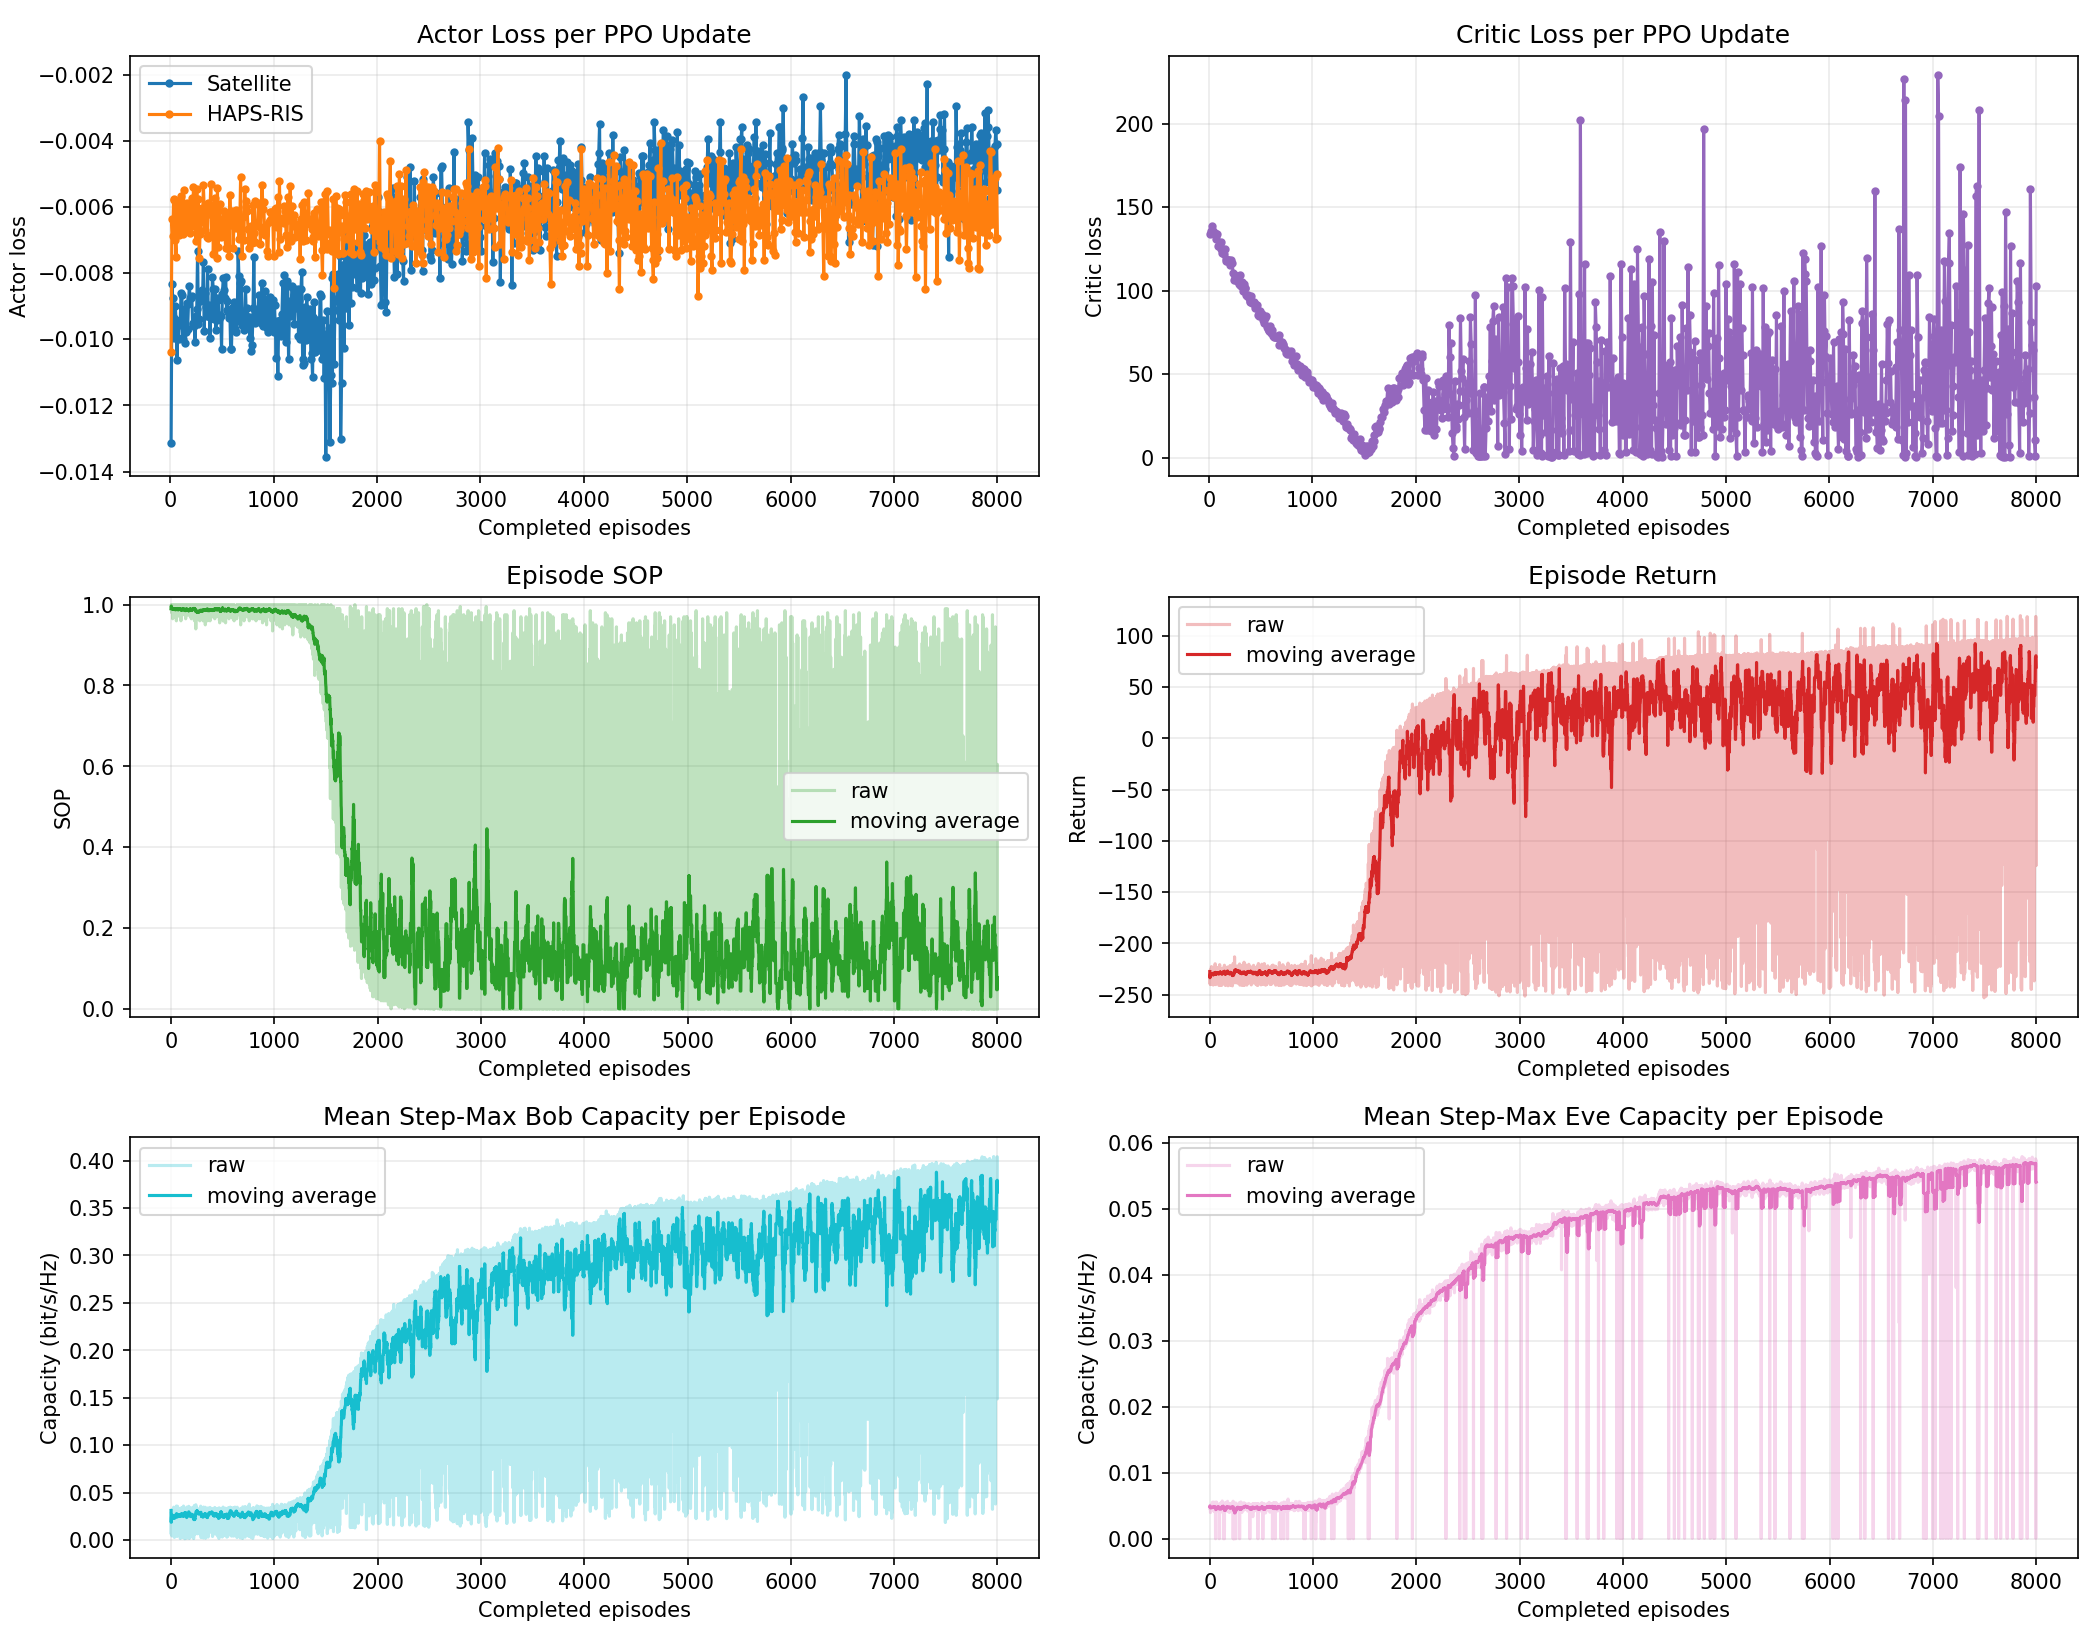 Actor Loss per PPO Update
−0.002
−0.004
−0.006
−0.008
−0.010
−0.012
−0.014
Actor loss
Satellite
HAPS-RIS
0 1000 2000 3000 4000 5000 6000 7000 8000
Completed episodes
Critic Loss per PPO Update
200
150
100
50
0
Critic loss
0 1000 2000 3000 4000 5000 6000 7000 8000
Completed episodes
Episode SOP
1.0
0.8
0.6
0.4
0.2
0.0
SOP
raw
moving average
0 1000 2000 3000 4000 5000 6000 7000 8000
Completed episodes
Episode Return
100
50
0
−50
−100
−150
−200
−250
Return
raw
moving average
0 1000 2000 3000 4000 5000 6000 7000 8000
Completed episodes
Mean Step-Max Bob Capacity per Episode
0.40
0.35
0.30
0.25
0.20
0.15
0.10
0.05
0.00
Capacity (bit/s/Hz)
raw
moving average
0 1000 2000 3000 4000 5000 6000 7000 8000
Completed episodes
Mean Step-Max Eve Capacity per Episode
0.06
0.05
0.04
0.03
0.02
0.01
0.00
Capacity (bit/s/Hz)
raw
moving average
0 1000 2000 3000 4000 5000 6000 7000 8000
Completed episodes